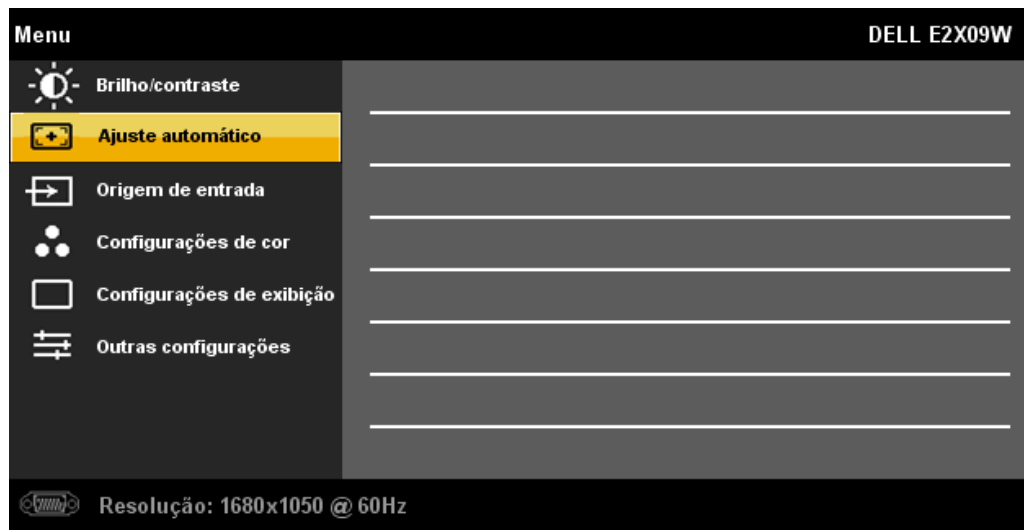 Menu DELL E2X09W
Brilho/contraste
Ajuste automático
Origem de entrada
Configurações de cor
Configurações de exibição
Outras configurações
Resolução: 1680x1050 @ 60Hz